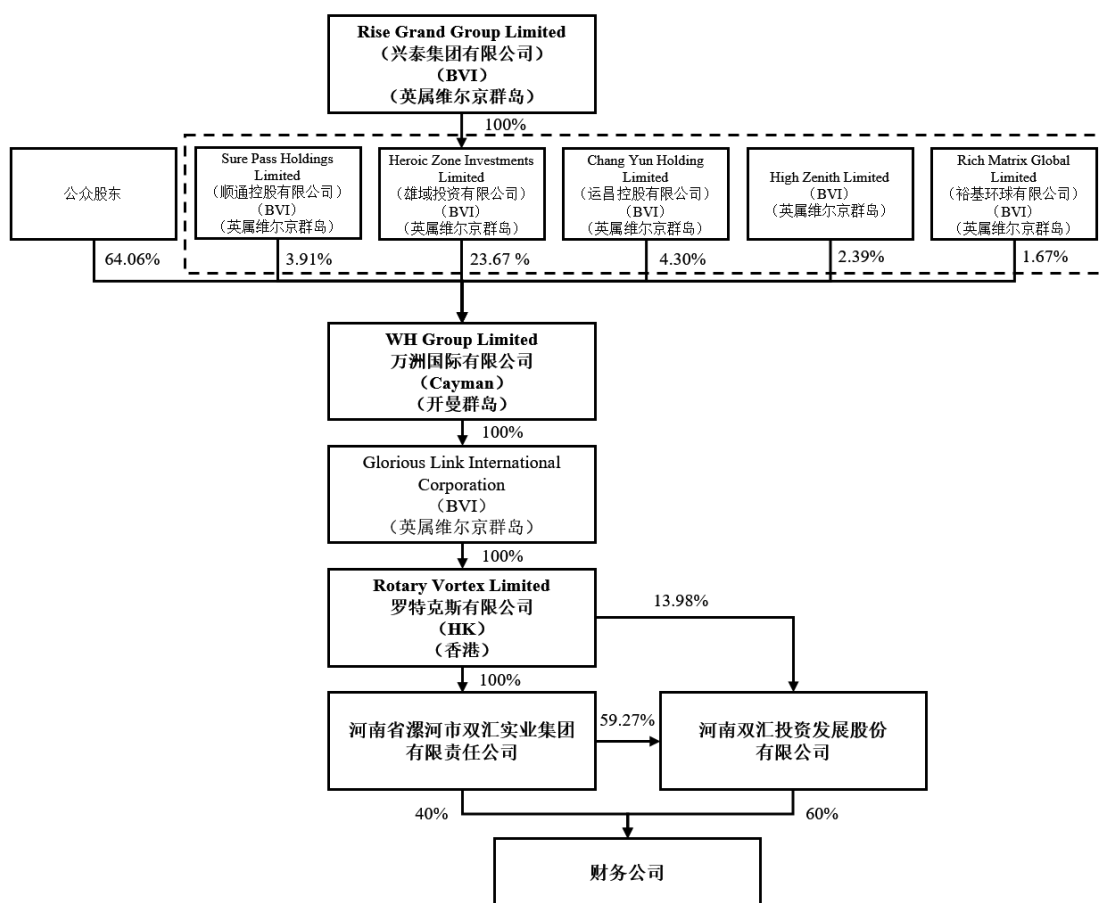 Rise Grand Group Limited
（兴泰集团有限公司）
（BVI）
（英属维尔京群岛）
100%
公众股东
Sure Pass Holdings
Limited
（顺通控股有限公司）
（BVI）
（英属维尔京群岛）
Heroic Zone Investments
Limited
（雄域投资有限公司）
（BVI）
（英属维尔京群岛）
Chang Yun Holding
Limited
（运昌控股有限公司）
（BVI）
（英属维尔京群岛）
High Zenith Limited
（BVI）
（英属维尔京群岛）
Rich Matrix Global
Limited
（裕基环球有限公司）
（BVI）
（英属维尔京群岛）
64.06%
3.91%
23.67%
4.30%
2.39%
1.67%
WH Group Limited
万洲国际有限公司
（Cayman）
（开曼群岛）
100%
Glorious Link International
Corporation
（BVI）
（英属维尔京群岛）
100%
Rotary Vortex Limited
罗特克斯有限公司
（HK）
（香港）
13.98%
100%
河南省漯河市双汇实业集团
有限责任公司
59.27%
河南双汇投资发展股份
有限公司
40%
60%
财务公司